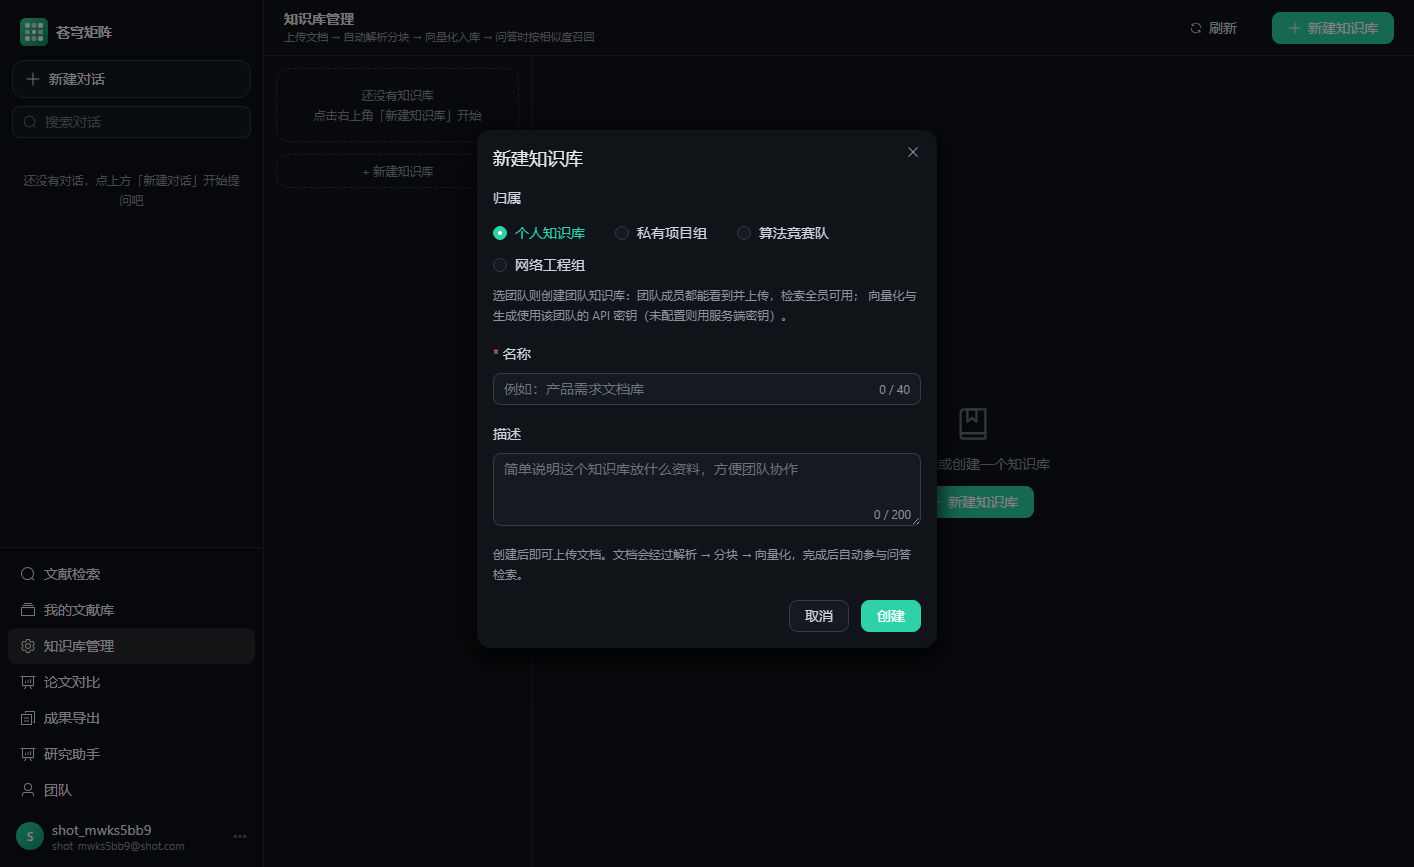 苍穹矩阵
新建对话
搜索对话
还没有对话，点上方「新建对话」开始提
问吧
文献检索
我的文献库
知识库管理
论文对比
成果导出
研究助手
团队
S
shot_mwks5bb9
shot_mwks5bb9@shot.com
知识库管理
上传文档 → 自动解析分块 → 向量化入库 → 问答时按相似度召回
刷新
新建知识库
还没有知识库
点击右上角「新建知识库」开始
+ 新建知识库
新建知识库
归属
个人知识库
私有项目组
算法竞赛队
网络工程组
选团队则创建团队知识库：团队成员都能看到并上传，检索全员可用； 向量化与
生成使用该团队的 API 密钥（未配置则用服务端密钥）。
* 名称
例如：产品需求文档库
0 / 40
描述
简单说明这个知识库放什么资料，方便团队协作
0 / 200
创建后即可上传文档。文档会经过解析 → 分块 → 向量化，完成后自动参与问答
检索。
取消
创建
或创建一个知识库
新建知识库